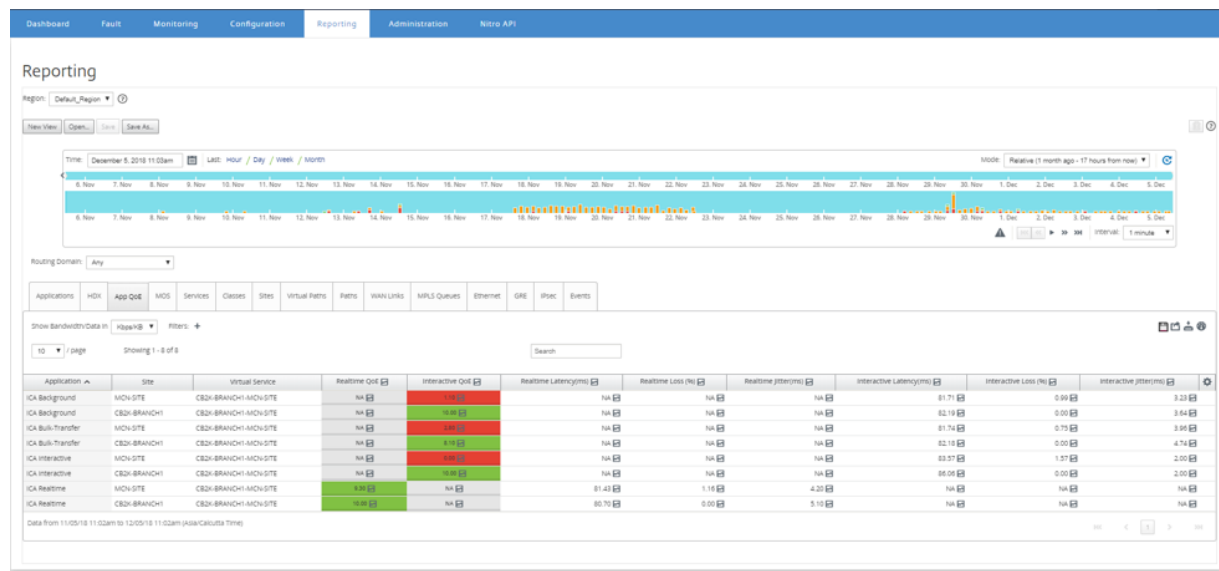 Dashboard Fault Monitoring Configuration Reporting Administration Nitro API
Reporting
Region: Default_Region
New View Open... Save Save As...
Time: December 5, 2018 11:03am Last: Hour / Day / Week / Month Mode: Relative (1 month ago - 17 hours from now)
6. Nov 7. Nov 8. Nov 9. Nov 10. Nov 11. Nov 12. Nov 13. Nov 14. Nov 15. Nov 16. Nov 17. Nov 18. Nov 19. Nov 20. Nov 21. Nov 22. Nov 23. Nov 24. Nov 25. Nov 26. Nov 27. Nov 28. Nov 29. Nov 30. Nov 1. Dec 2. Dec 3. Dec 4. Dec 5. Dec
6. Nov 7. Nov 8. Nov 9. Nov 10. Nov 11. Nov 12. Nov 13. Nov 14. Nov 15. Nov 16. Nov 17. Nov 18. Nov 19. Nov 20. Nov 21. Nov 22. Nov 23. Nov 24. Nov 25. Nov 26. Nov 27. Nov 28. Nov 29. Nov 30. Nov 1. Dec 2. Dec 3. Dec 4. Dec 5. Dec
Interval: 1 minute
Routing Domain: Any
Applications HDX App QoE MOS Services Classes Sites Virtual Paths Paths WAN Links MPLS Queues Ethernet GRE IPsec Events
Show Bandwidth/Data in Kbps/KB Filters: +
10 / page Showing 1 - 8 of 8 Search
Application Site Virtual Service Realtime QoE Interactive QoE Realtime Latency(ms) Realtime Loss (%) Realtime Jitter(ms) Interactive Latency(ms) Interactive Loss (%) Interactive Jitter(ms)
ICA Background MCN-SITE CB2K-BRANCH1-MCN-SITE NA NA NA NA 81.71 0.99 3.23
ICA Background CB2K-BRANCH1 CB2K-BRANCH1-MCN-SITE NA 10.00 NA NA NA 82.19 0.00 3.64
ICA Bulk-Transfer MCN-SITE CB2K-BRANCH1-MCN-SITE NA NA NA NA 81.74 0.75 3.96
ICA Bulk-Transfer CB2K-BRANCH1 CB2K-BRANCH1-MCN-SITE NA NA NA NA 82.18 0.00 4.74
ICA Interactive MCN-SITE CB2K-BRANCH1-MCN-SITE NA NA NA NA 83.57 1.57 2.00
ICA Interactive CB2K-BRANCH1 CB2K-BRANCH1-MCN-SITE NA 10.00 NA NA NA 86.06 0.00 2.00
ICA Realtime MCN-SITE CB2K-BRANCH1-MCN-SITE NA 81.43 1.16 4.20 NA NA NA
ICA Realtime CB2K-BRANCH1 CB2K-BRANCH1-MCN-SITE 10.00 NA 80.70 0.00 5.10 NA NA NA
Data from 11/05/18 11:02am to 12/05/18 11:02am (Asia/Calcutta Time)
1